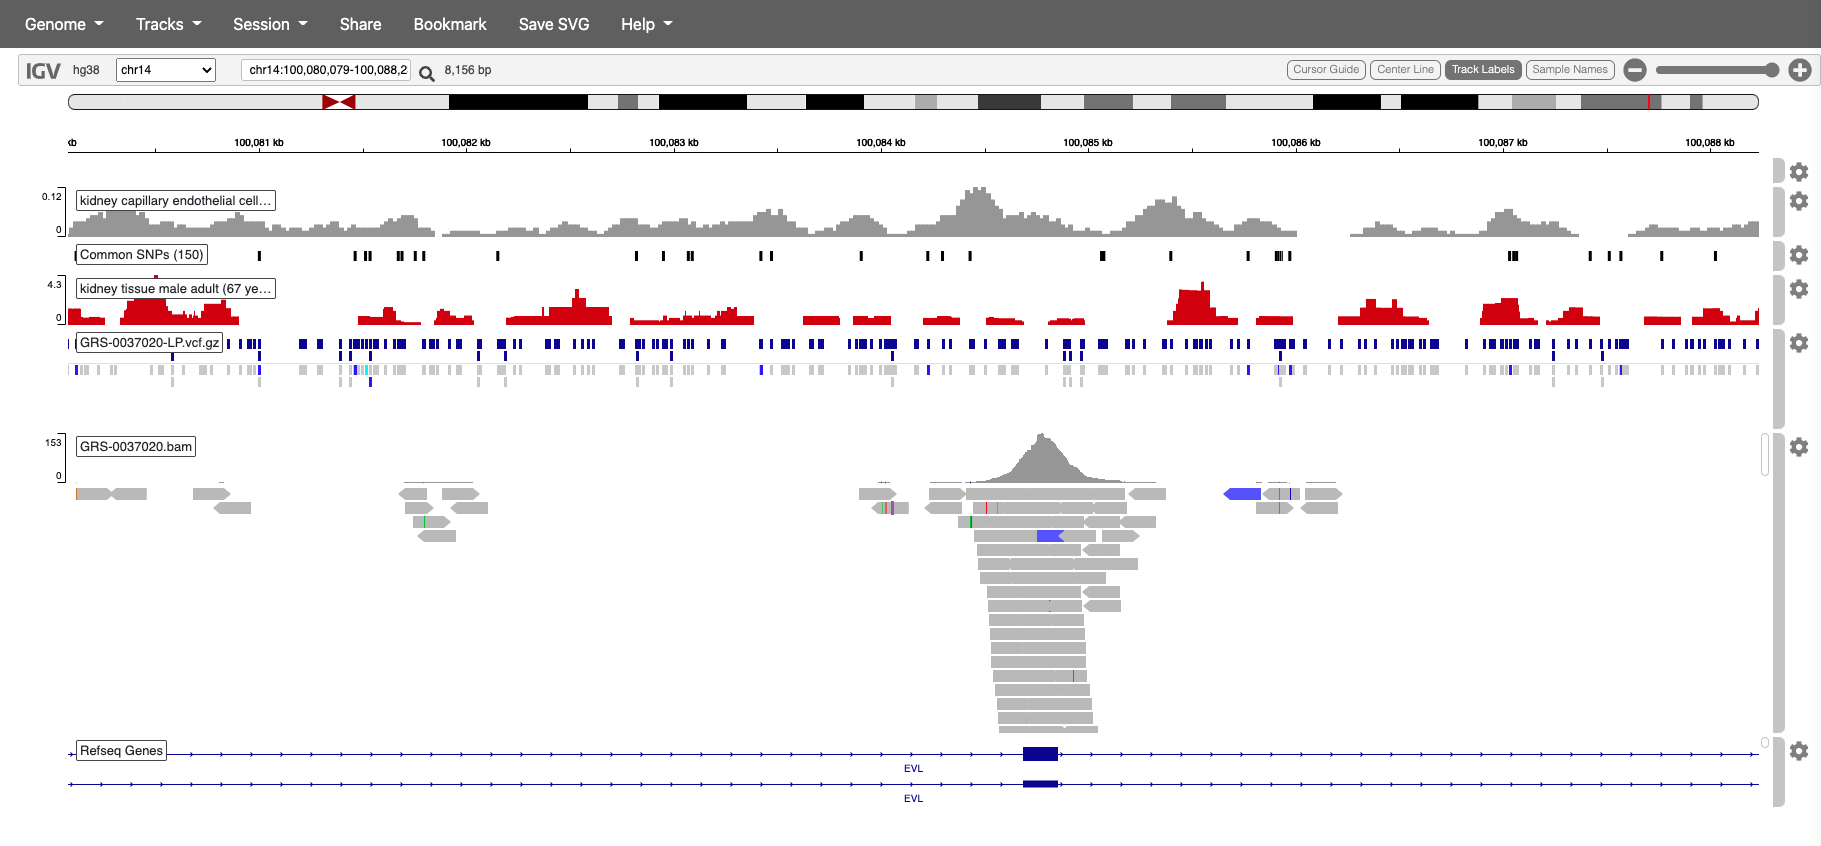 Genome Tracks Session Share Bookmark Save SVG Help
IGV hg38 chr14 chr14:100,080,079-100,088,2 8,156 bp Cursor Guide Center Line Track Labels Sample Names
kb 100,081 kb 100,082 kb 100,083 kb 100,084 kb 100,085 kb 100,086 kb 100,087 kb 100,088 kb
0.12 kidney capillary endothelial cell…
0
Common SNPs (150)
4.3 kidney tissue male adult (67 ye…
0
GRS-0037020-LP.vcf.gz
153 GRS-0037020.bam
0
Refseq Genes
EVL
EVL